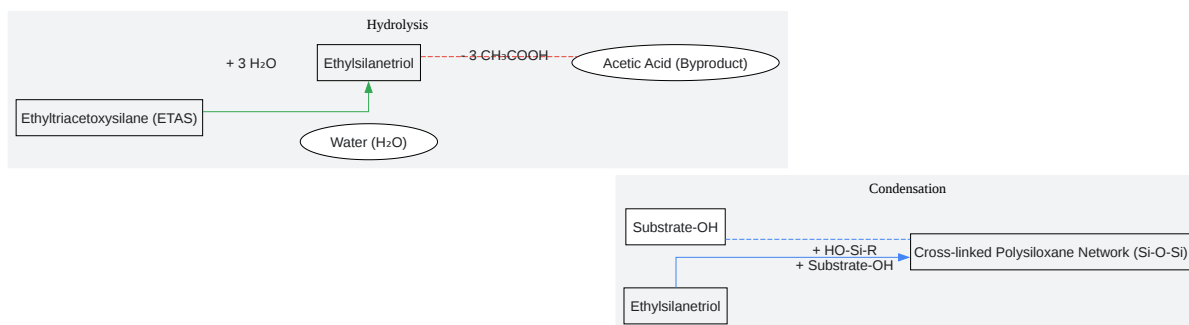 Hydrolysis
+ 3 H₂O
Ethylsilanetriol
- 3 CH₃COOH
Acetic Acid (Byproduct)
Ethyltriacetoxysilane (ETAS)
Water (H₂O)
Condensation
Substrate-OH
+ HO-Si-R
+ Substrate-OH
Cross-linked Polysiloxane Network (Si-O-Si)
Ethylsilanetriol